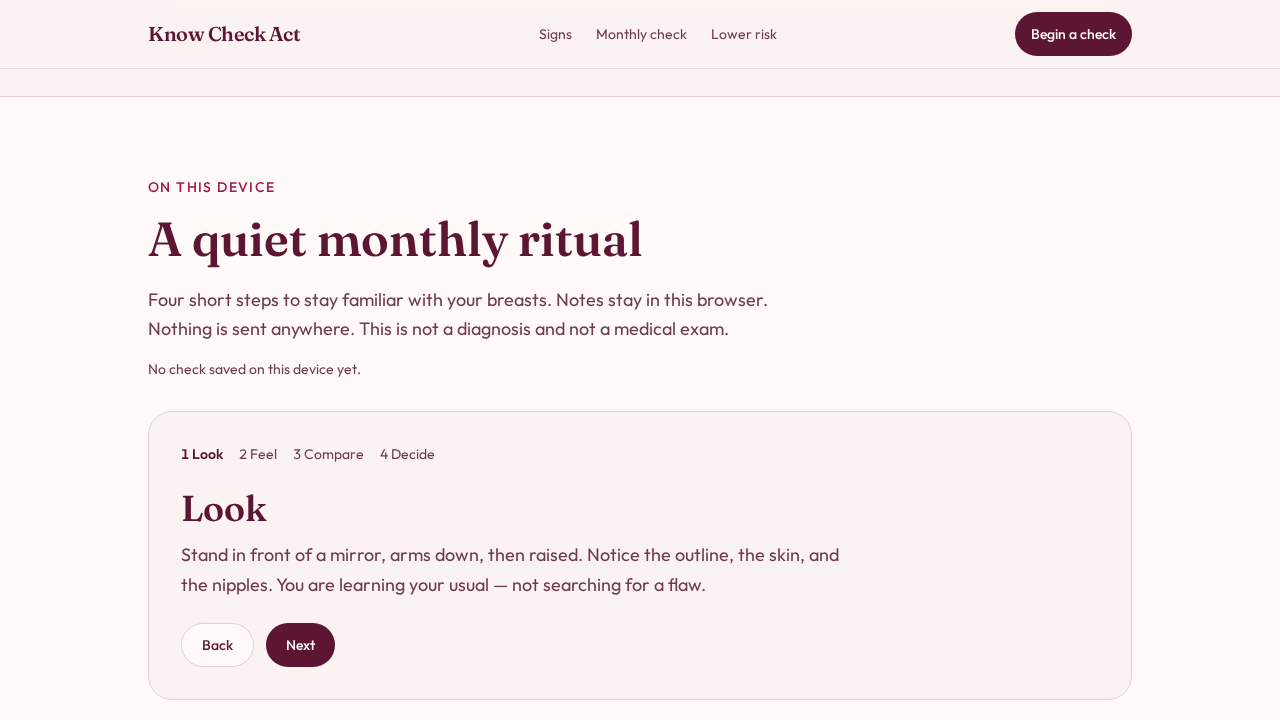 Know Check Act
Signs
Monthly check
Lower risk
Begin a check
ON THIS DEVICE
A quiet monthly ritual
Four short steps to stay familiar with your breasts. Notes stay in this browser.
Nothing is sent anywhere. This is not a diagnosis and not a medical exam.
No check saved on this device yet.
1 Look
2 Feel
3 Compare
4 Decide
Look
Stand in front of a mirror, arms down, then raised. Notice the outline, the skin, and
the nipples. You are learning your usual — not searching for a flaw.
Back
Next